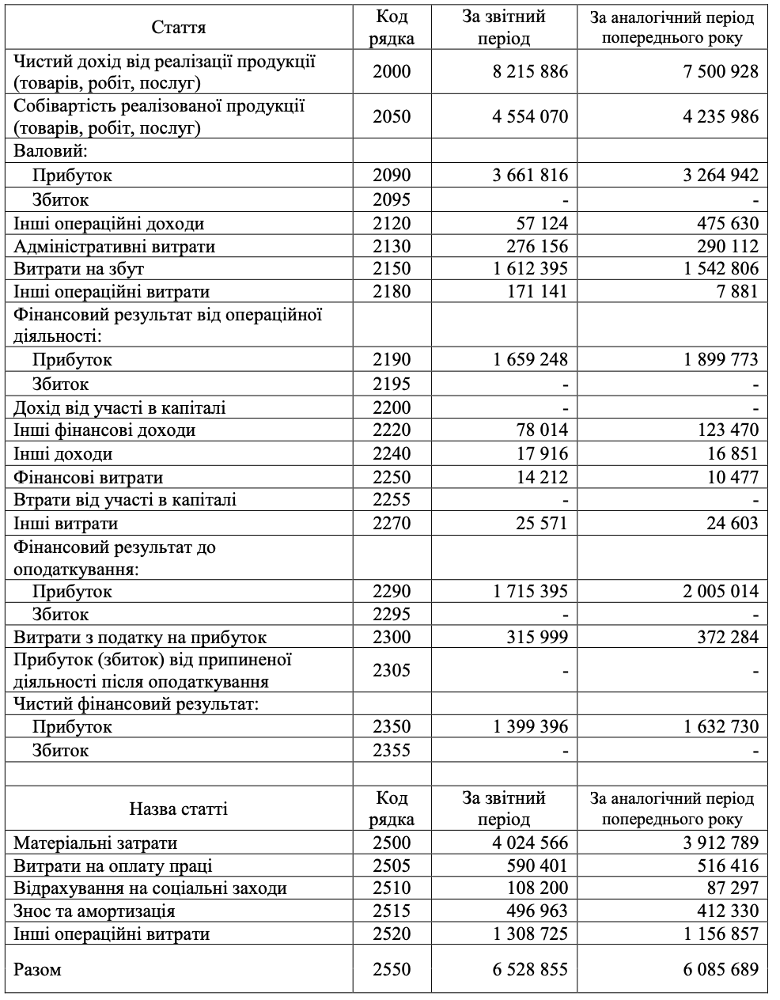 Стаття Код рядка За звітний період За аналогічний період попереднього року
Чистий дохід від реалізації продукції
(товарів, робіт, послуг) 2000 8 215 886 7 500 928
Собівартість реалізованої продукції
(товарів, робіт, послуг) 2050 4 554 070 4 235 986
Валовий:
Прибуток 2090 3 661 816 3 264 942
Збиток 2095 - -
Інші операційні доходи 2120 57 124 475 630
Адміністративні витрати 2130 276 156 290 112
Витрати на збут 2150 1 612 395 1 542 806
Інші операційні витрати 2180 171 141 7 881
Фінансовий результат від операційної
діяльності:
Прибуток 2190 1 659 248 1 899 773
Збиток 2195 - -
Дохід від участі в капіталі 2200 - -
Інші фінансові доходи 2220 78 014 123 470
Інші доходи 2240 17 916 16 851
Фінансові витрати 2250 14 212 10 477
Втрати від участі в капіталі 2255 - -
Інші витрати 2270 25 571 24 603
Фінансовий результат до
оподаткування:
Прибуток 2290 1 715 395 2 005 014
Збиток 2295 - -
Витрати з податку на прибуток 2300 315 999 372 284
Прибуток (збиток) від припиненої
діяльності після оподаткування 2305 - -
Чистий фінансовий результат:
Прибуток 2350 1 399 396 1 632 730
Збиток 2355 - -
Назва статті Код рядка За звітний період За аналогічний період попереднього року
Матеріальні затрати 2500 4 024 566 3 912 789
Витрати на оплату праці 2505 590 401 516 416
Відрахування на соціальні заходи 2510 108 200 87 297
Знос та амортизація 2515 496 963 412 330
Інші операційні витрати 2520 1 308 725 1 156 857
Разом 2550 6 528 855 6 085 689